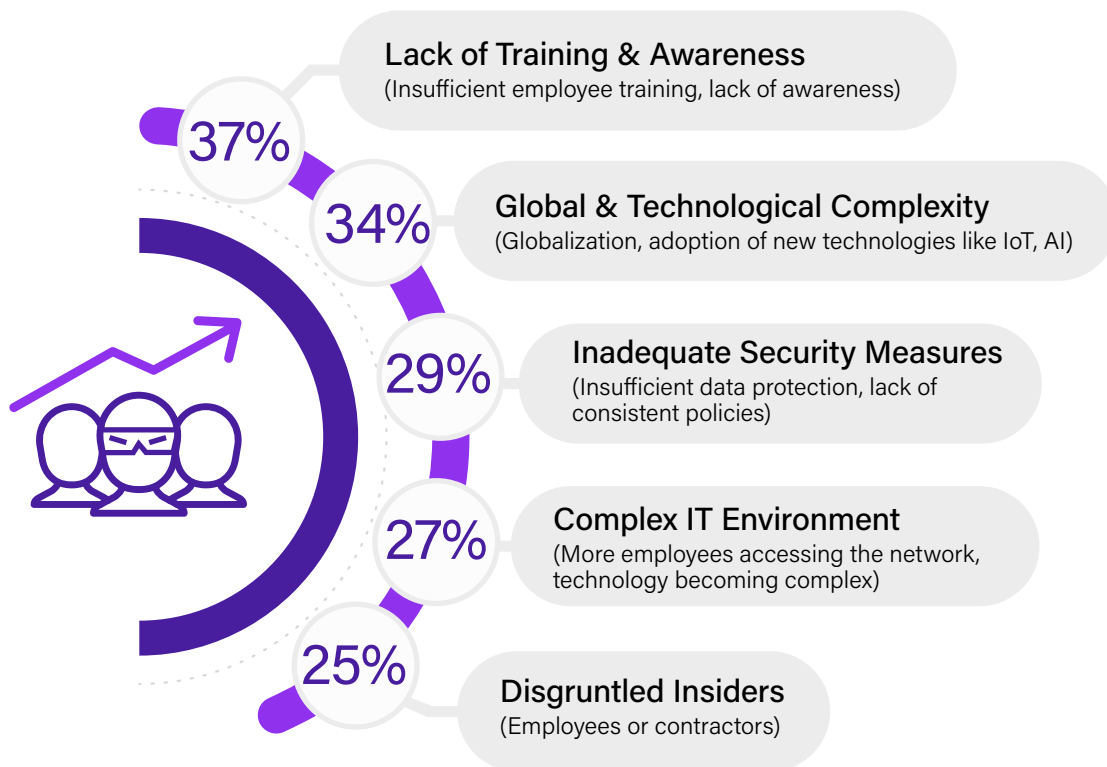 37%
Lack of Training & Awareness
(Insufficient employee training, lack of awareness)
34%
Global & Technological Complexity
(Globalization, adoption of new technologies like IoT, AI)
29%
Inadequate Security Measures
(Insufficient data protection, lack of
consistent policies)
27%
Complex IT Environment
(More employees accessing the network,
technology becoming complex)
25%
Disgruntled Insiders
(Employees or contractors)